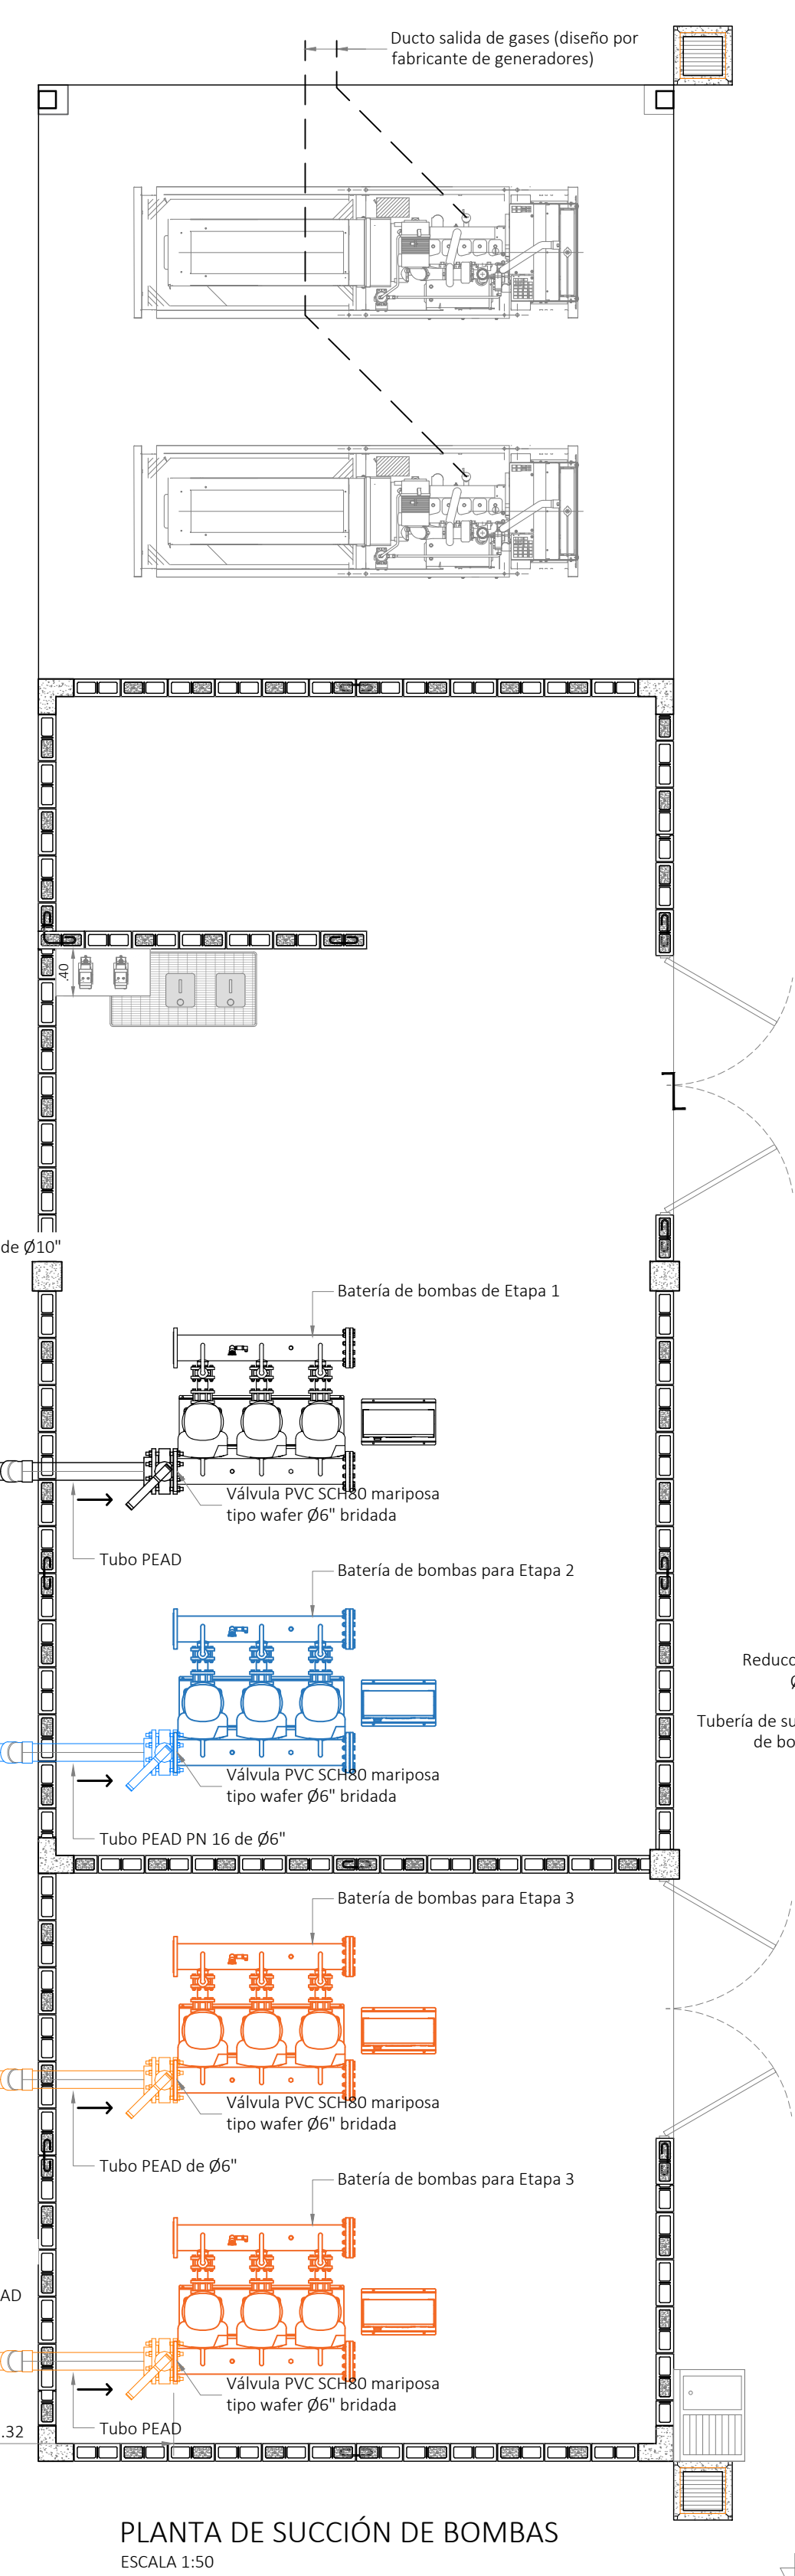 Ducto salida de gases (diseño por
fabricante de generadores)
.40
de Ø10"
Batería de bombas de Etapa 1
Válvula PVC SCH80 mariposa
tipo wafer Ø6" bridada
Tubo PEAD
Batería de bombas para Etapa 2
Válvula PVC SCH80 mariposa
tipo wafer Ø6" bridada
Tubo PEAD PN 16 de Ø6"
Reducc
Ø
Tubería de su
de bo
Batería de bombas para Etapa 3
Válvula PVC SCH80 mariposa
tipo wafer Ø6" bridada
Tubo PEAD de Ø6"
Batería de bombas para Etapa 3
AD
Válvula PVC SCH80 mariposa
tipo wafer Ø6" bridada
Tubo PEAD
.32
PLANTA DE SUCCIÓN DE BOMBAS
ESCALA 1:50